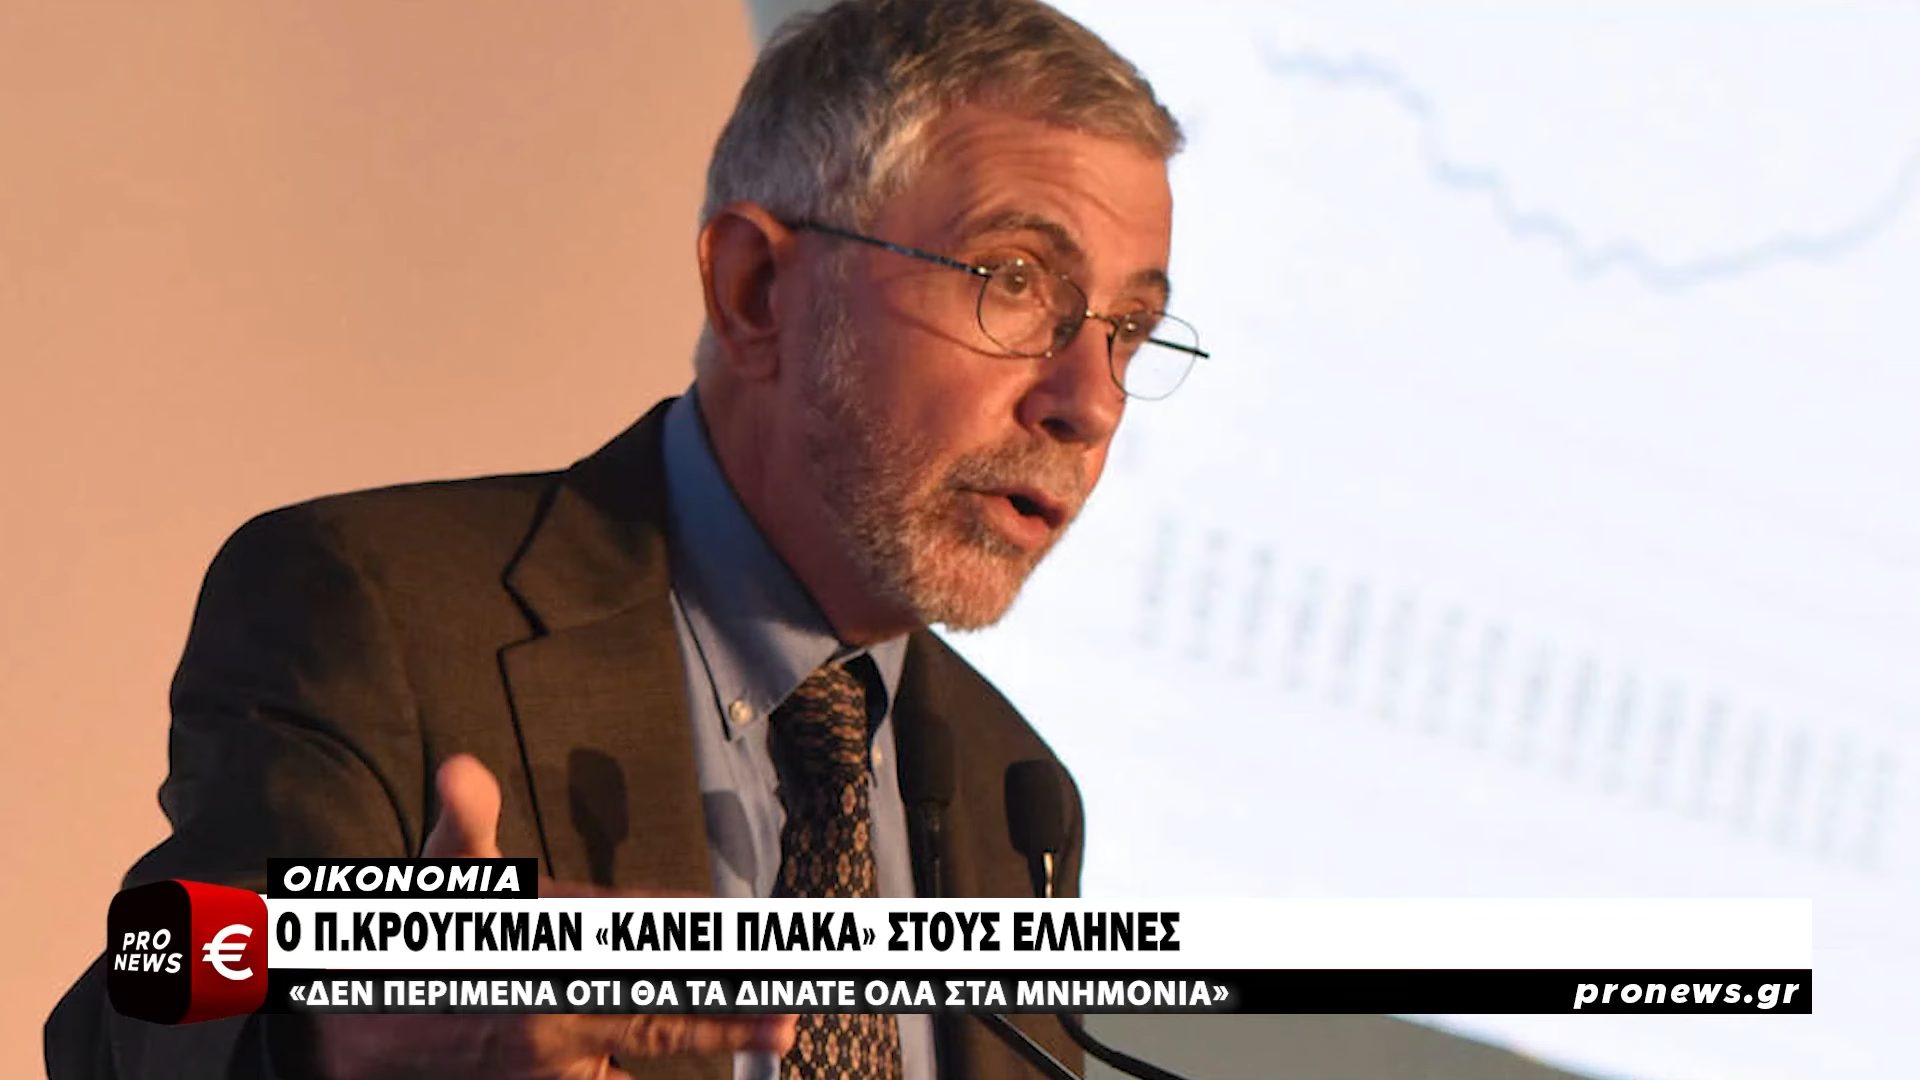 ΟΙΚΟΝΟΜΙΑ
Ο Π.ΚΡΟΥΓΚΜΑΝ «ΚΑΝΕΙ ΠΛΑΚΑ» ΣΤΟΥΣ ΕΛΛΗΝΕΣ
PRO
NEWS
€
«ΔΕΝ ΠΕΡΙΜΕΝΑ ΟΤΙ ΘΑ ΤΑ ΔΙΝΑΤΕ ΟΛΑ ΣΤΑ ΜΝΗΜΟΝΙΑ»
pronews.gr